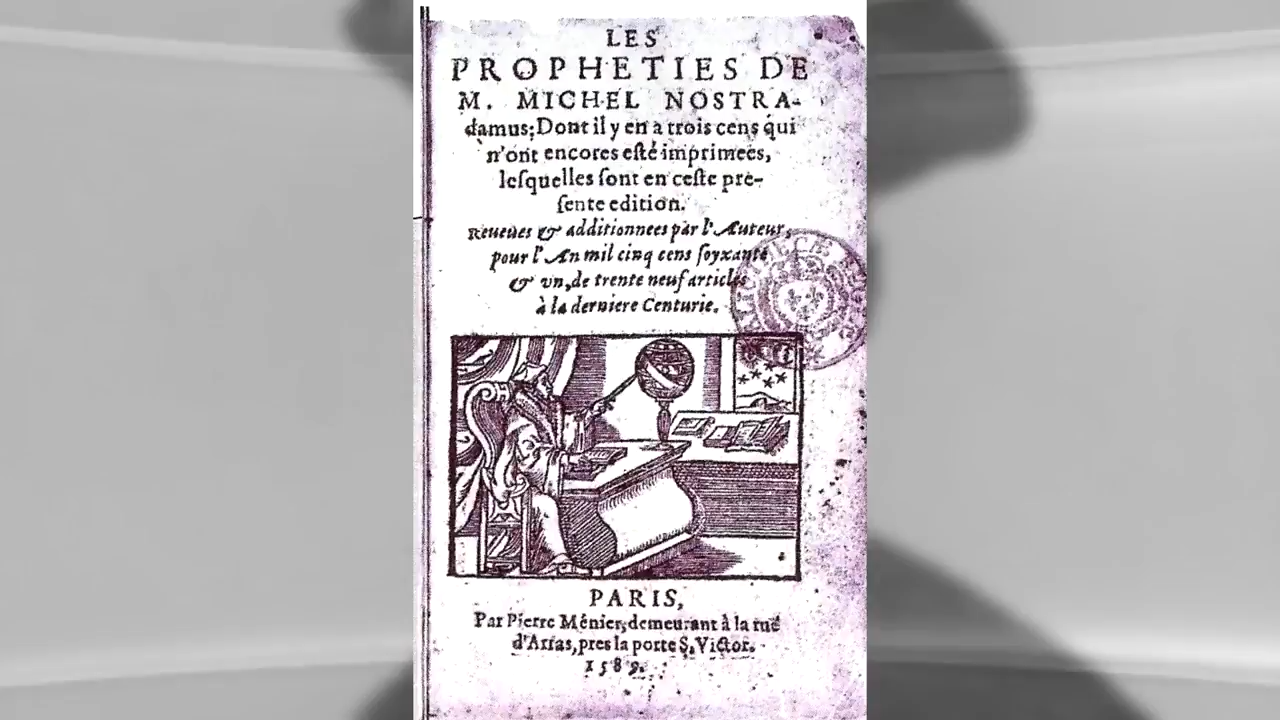 LES
PROPHETIES DE
M. MICHEL NOSTRA-
damus: Dont il y en a trois cens qui
n'ont encores eſté imprimees,
leſquelles ſont en ceſte pre-
ſente edition.
Reueues & additionnees par l'Auteur,
pour l'An mil cinq cens ſoyxante
& vn, de trente neuf articles
à la derniere Centurie.
PARIS,
Par Pierre Ménier, demeurant à la rue
d'Arras, pres la porte S. Victor.
1589.